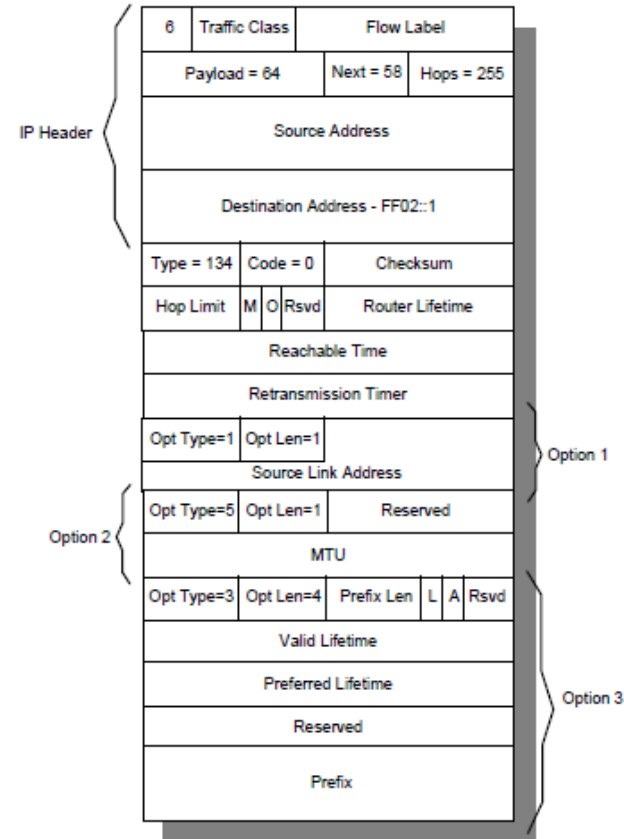 6 Traffic Class Flow Label
Payload = 64 Next = 58 Hops = 255
IP Header
Source Address
Destination Address - FF02::1
Type = 134 Code = 0 Checksum
Hop Limit M O Rsvd Router Lifetime
Reachable Time
Retransmission Timer
Opt Type=1 Opt Len=1
Option 1
Source Link Address
Opt Type=5 Opt Len=1 Reserved
Option 2
MTU
Opt Type=3 Opt Len=4 Prefix Len L A Rsvd
Valid Lifetime
Preferred Lifetime
Option 3
Reserved
Prefix